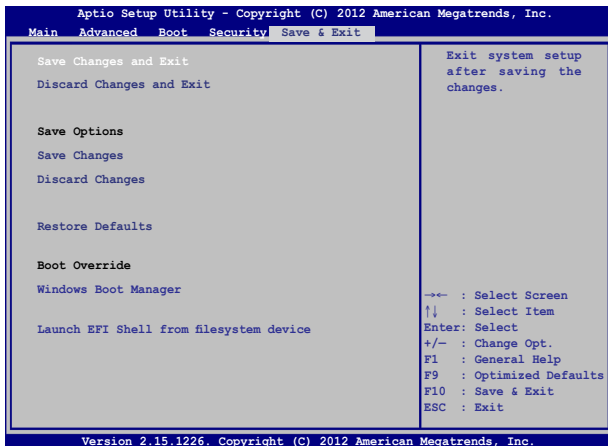 Aptio Setup Utility - Copyright (C) 2012 American Megatrends, Inc.
Main Advanced Boot Security Save & Exit
Save Changes and Exit
Discard Changes and Exit
Save Options
Save Changes
Discard Changes
Restore Defaults
Boot Override
Windows Boot Manager
Launch EFI Shell from filesystem device
Exit system setup
after saving the
changes.
→← : Select Screen
↑↓ : Select Item
Enter: Select
+/— : Change Opt.
F1 : General Help
F9 : Optimized Defaults
F10 : Save & Exit
ESC : Exit
Version 2.15.1226. Copyright (C) 2012 American Megatrends, Inc.